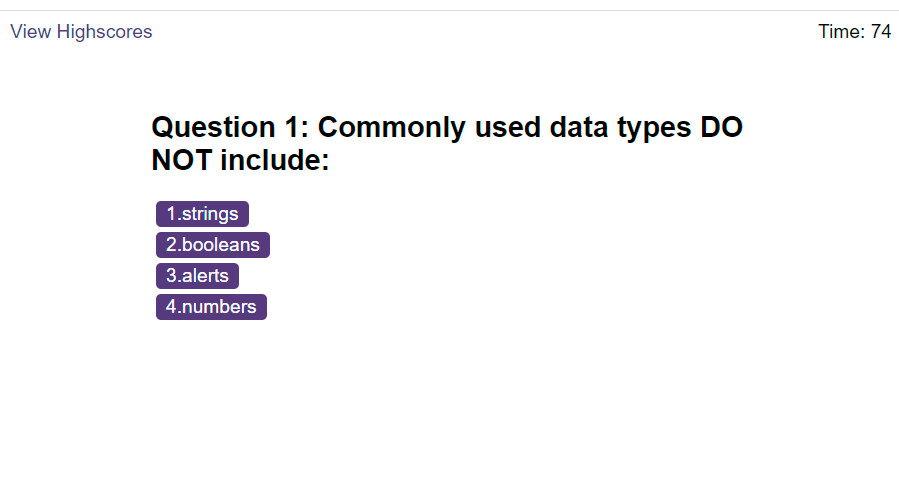 View Highscores
Time: 74
Question 1: Commonly used data types DO
NOT include:
1.strings
2.booleans
3.alerts
4.numbers